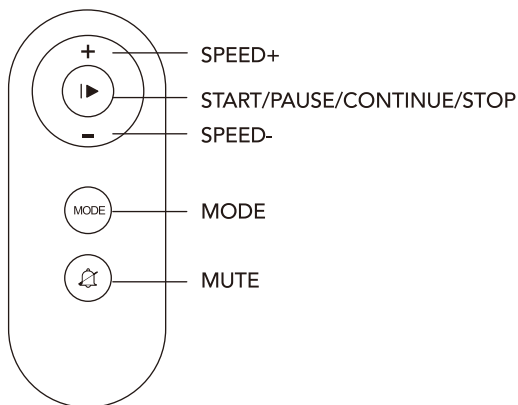 +
SPEED+
START/PAUSE/CONTINUE/STOP
-
SPEED-
MODE
MODE
MUTE